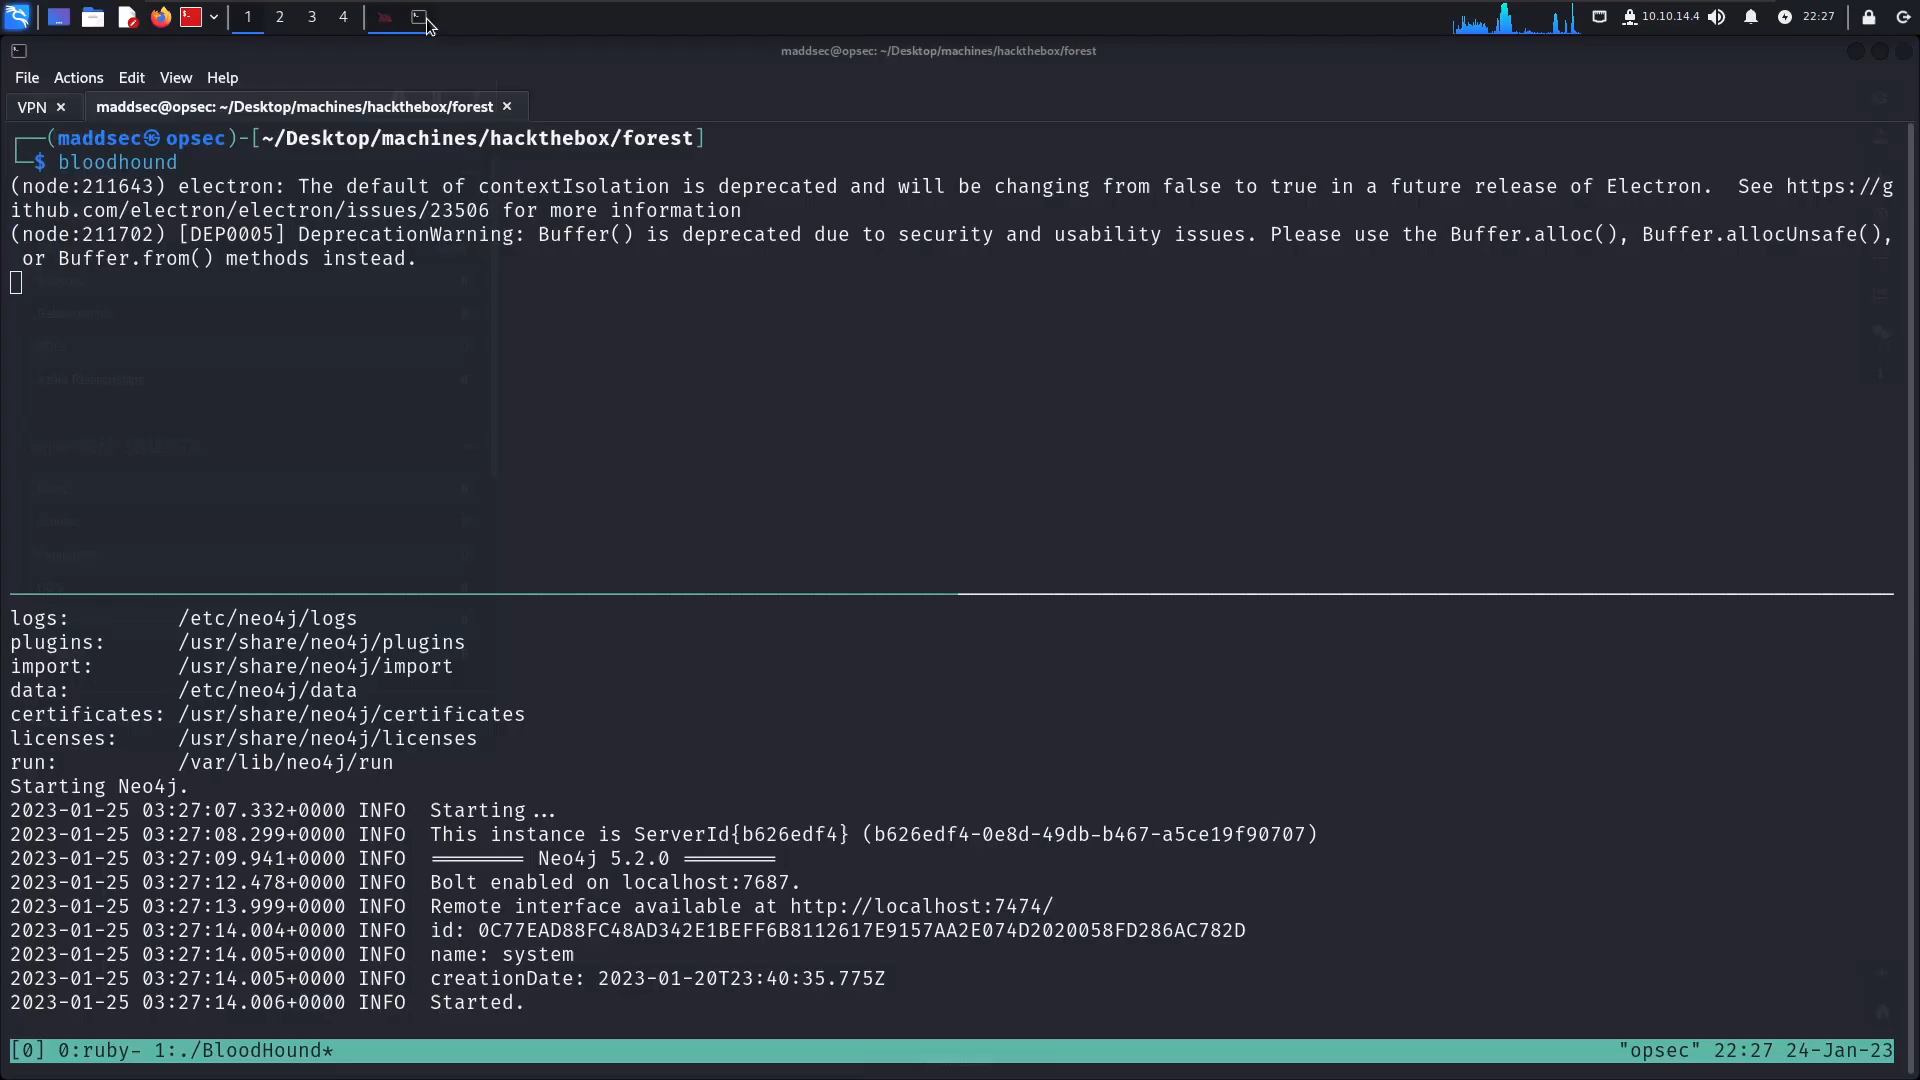 1 2 3 4
10.10.14.4
22:27
maddsec@opsec: ~/Desktop/machines/hackthebox/forest
File Actions Edit View Help
VPN × maddsec@opsec: ~/Desktop/machines/hackthebox/forest ×
┌──(maddsec㉿opsec)-[~/Desktop/machines/hackthebox/forest]
└─$ bloodhound
(node:211643) electron: The default of contextIsolation is deprecated and will be changing from false to true in a future release of Electron.  See https://g
ithub.com/electron/electron/issues/23506 for more information
(node:211702) [DEP0005] DeprecationWarning: Buffer() is deprecated due to security and usability issues. Please use the Buffer.alloc(), Buffer.allocUnsafe(),
or Buffer.from() methods instead.
logs:         /etc/neo4j/logs
plugins:      /usr/share/neo4j/plugins
import:       /usr/share/neo4j/import
data:         /etc/neo4j/data
certificates: /usr/share/neo4j/certificates
licenses:     /usr/share/neo4j/licenses
run:          /var/lib/neo4j/run
Starting Neo4j.
2023-01-25 03:27:07.332+0000 INFO  Starting...
2023-01-25 03:27:08.299+0000 INFO  This instance is ServerId{b626edf4} (b626edf4-0e8d-49db-b467-a5ce19f90707)
2023-01-25 03:27:09.941+0000 INFO  ======== Neo4j 5.2.0 ========
2023-01-25 03:27:12.478+0000 INFO  Bolt enabled on localhost:7687.
2023-01-25 03:27:13.999+0000 INFO  Remote interface available at http://localhost:7474/
2023-01-25 03:27:14.004+0000 INFO  id: 0C77EAD88FC48AD342E1BEFF6B8112617E9157AA2E074D2020058FD286AC782D
2023-01-25 03:27:14.005+0000 INFO  name: system
2023-01-25 03:27:14.005+0000 INFO  creationDate: 2023-01-20T23:40:35.775Z
2023-01-25 03:27:14.006+0000 INFO  Started.
[0] 0:ruby- 1:./BloodHound* "opsec" 22:27 24-Jan-23